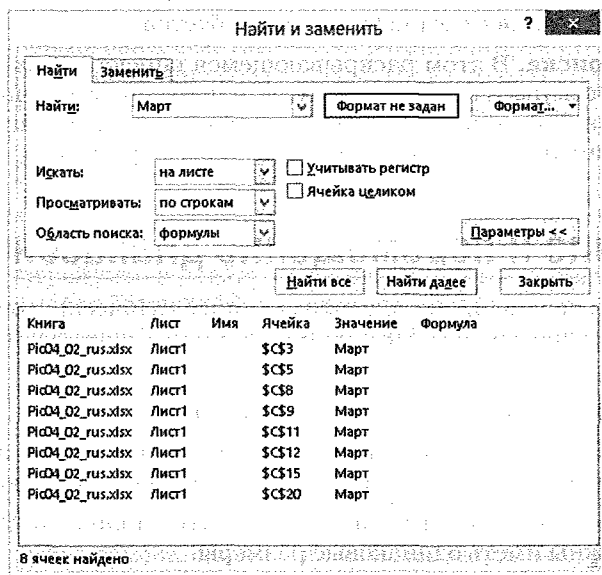 Найти и заменить ?
Найти Заменить
Найти: Март Формат не задан Формат...
Искать: на листе Учитывать регистр
Ячейка целиком
Просматривать: по строкам
Область поиска: формулы Параметры <<
Найти все Найти далее Закрыть
Книга Лист Имя Ячейка Значение Формула
Pic04_02_rus.xlsx Лист1 $C$3 Март
Pic04_02_rus.xlsx Лист1 $C$5 Март
Pic04_02_rus.xlsx Лист1 $C$8 Март
Pic04_02_rus.xlsx Лист1 $C$9 Март
Pic04_02_rus.xlsx Лист1 $C$11 Март
Pic04_02_rus.xlsx Лист1 $C$12 Март
Pic04_02_rus.xlsx Лист1 $C$15 Март
Pic04_02_rus.xlsx Лист1 $C$20 Март
8 ячеек найдено